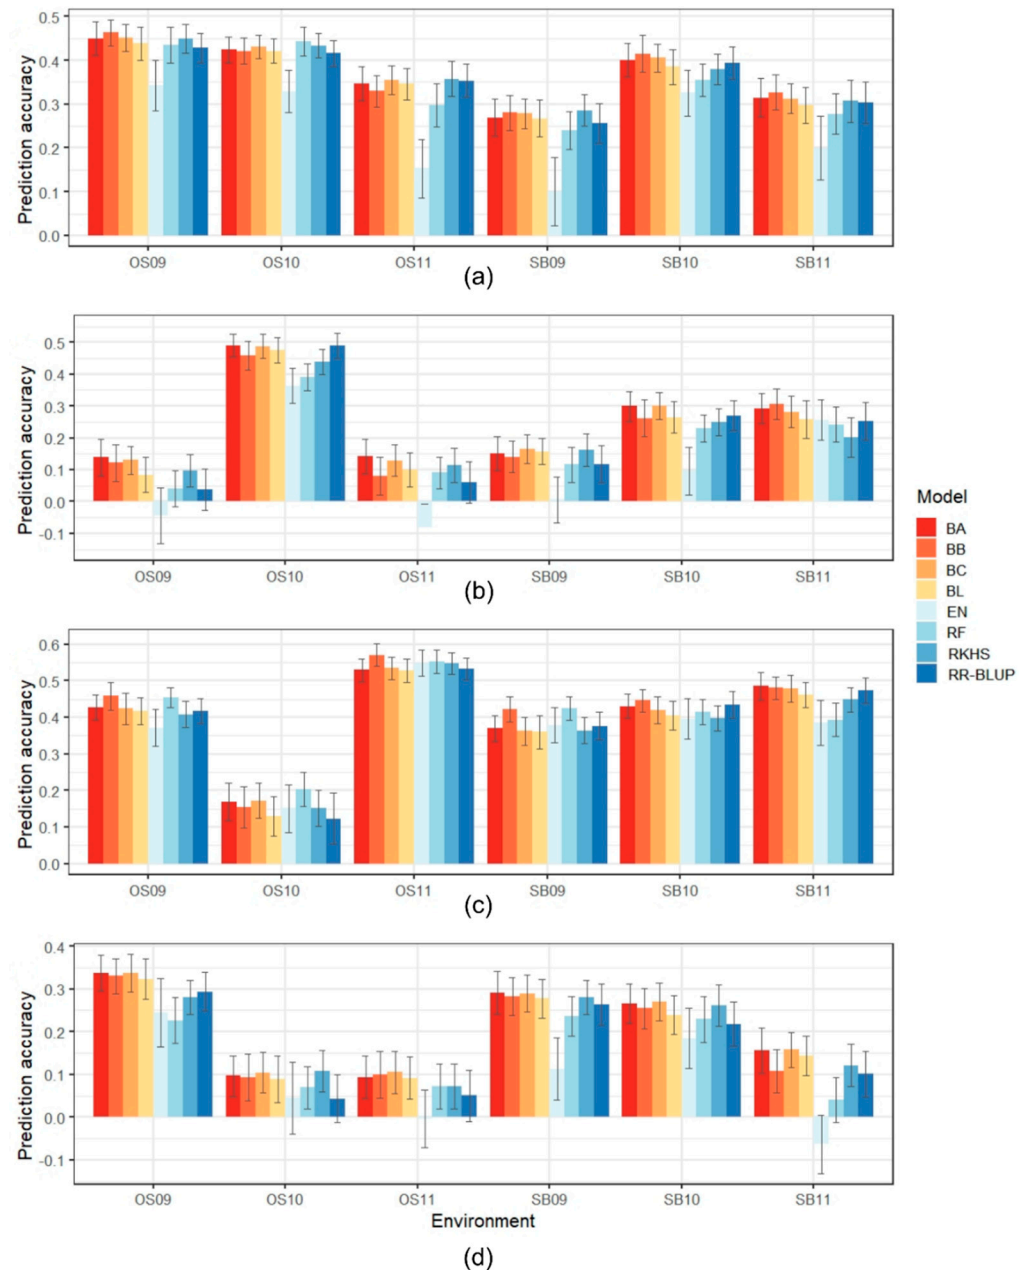 0.5
0.4
0.3
0.2
0.1
0.0
Prediction accuracy
OS09 OS10 OS11 SB09 SB10 SB11
(a)
0.5
0.4
0.3
0.2
0.1
0.0
-0.1
Prediction accuracy
OS09 OS10 OS11 SB09 SB10 SB11
(b)
Model
BA
BB
BC
BL
EN
RF
RKHS
RR-BLUP
0.6
0.5
0.4
0.3
0.2
0.1
0.0
Prediction accuracy
OS09 OS10 OS11 SB09 SB10 SB11
(c)
0.4
0.3
0.2
0.1
0.0
-0.1
Prediction accuracy
OS09 OS10 OS11 SB09 SB10 SB11
Environment
(d)